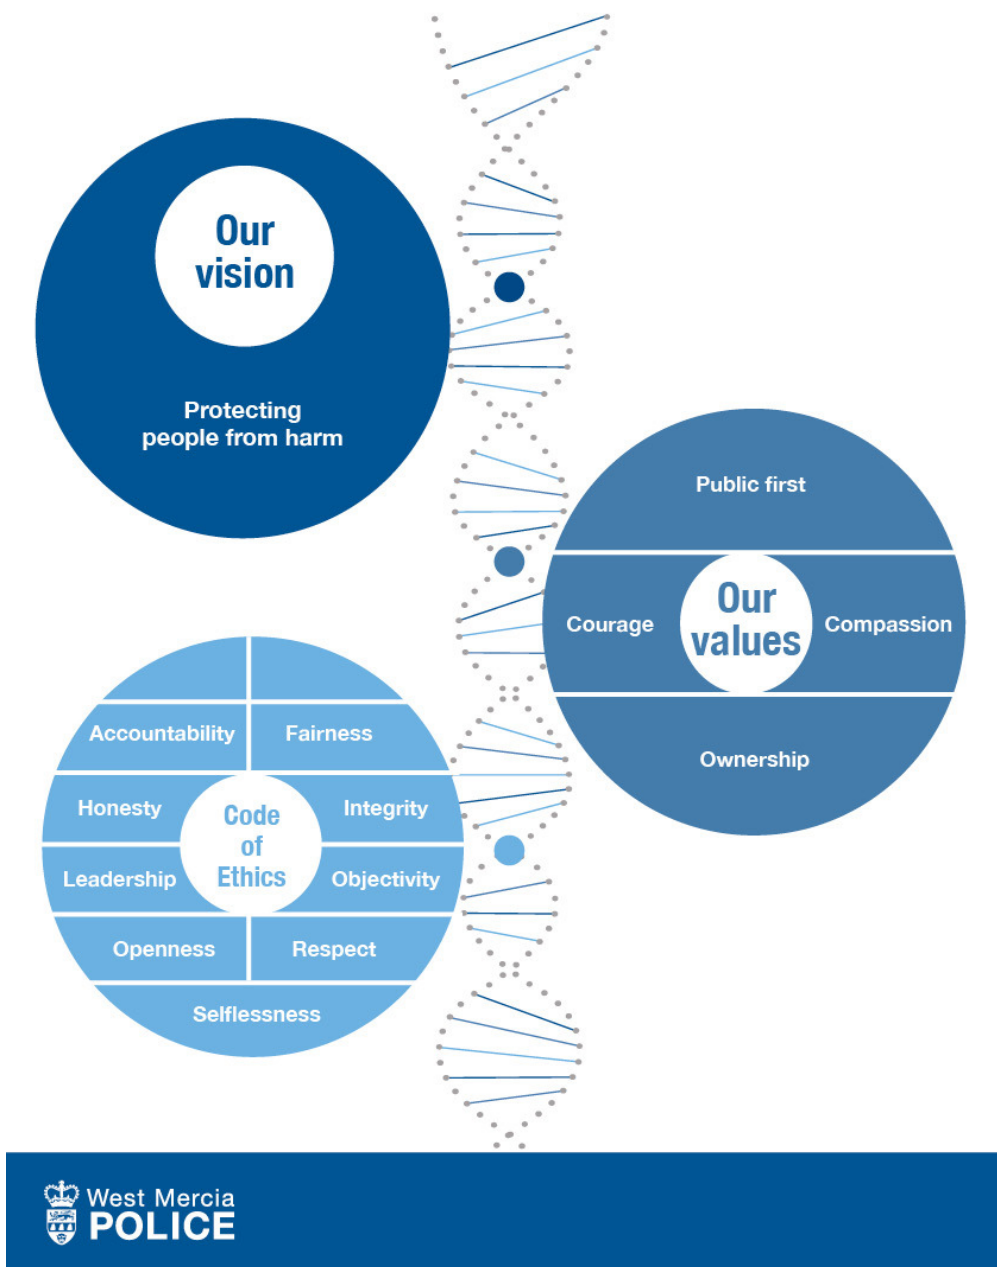 Our
vision
Protecting
people from harm
Public first
Courage
Our
values
Compassion
Ownership
Accountability
Fairness
Honesty
Code
of
Ethics
Integrity
Leadership
Objectivity
Openness
Respect
Selflessness
West Mercia
POLICE